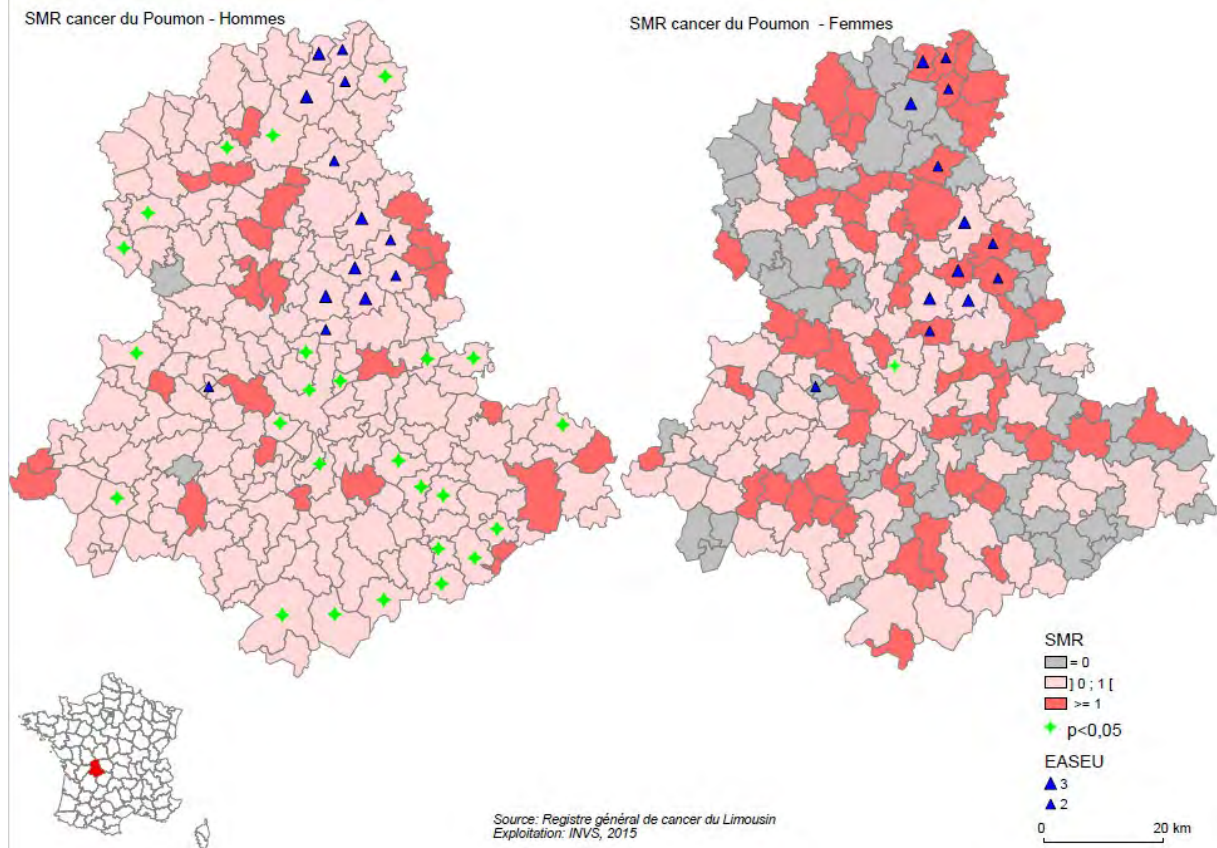 SMR cancer du Poumon - Hommes
SMR cancer du Poumon - Femmes
SMR
= 0
] 0 ; 1 [
>= 1
p<0,05
EASEU
3
2
Source: Registre général de cancer du Limousin
Exploitation: INVS, 2015
0 20 km